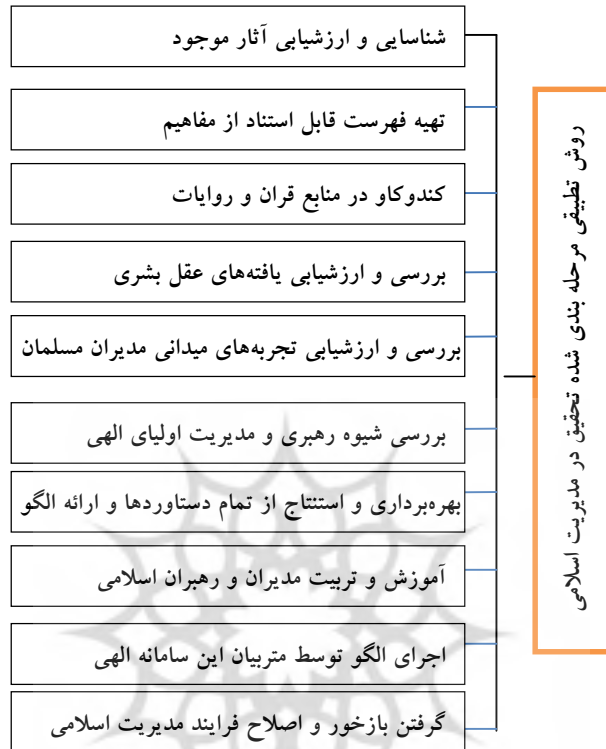 روش تطبیقی مرحله بندی شده تحقیق در مدیریت اسلامی
شناسایی و ارزشیابی آثار موجود
تهیه فهرست قابل استناد از مفاهیم
کندوکاو در منابع قران و روایات
بررسی و ارزشیابی یافته‌های عقل بشری
بررسی و ارزشیابی تجربه‌های میدانی مدیران مسلمان
بررسی شیوه رهبری و مدیریت اولیای الهی
بهره‌برداری و استنتاج از تمام دستاوردها و ارائه الگو
آموزش و تربیت مدیران و رهبران اسلامی
اجرای الگو توسط متربیان این سامانه الهی
گرفتن بازخور و اصلاح فرایند مدیریت اسلامی